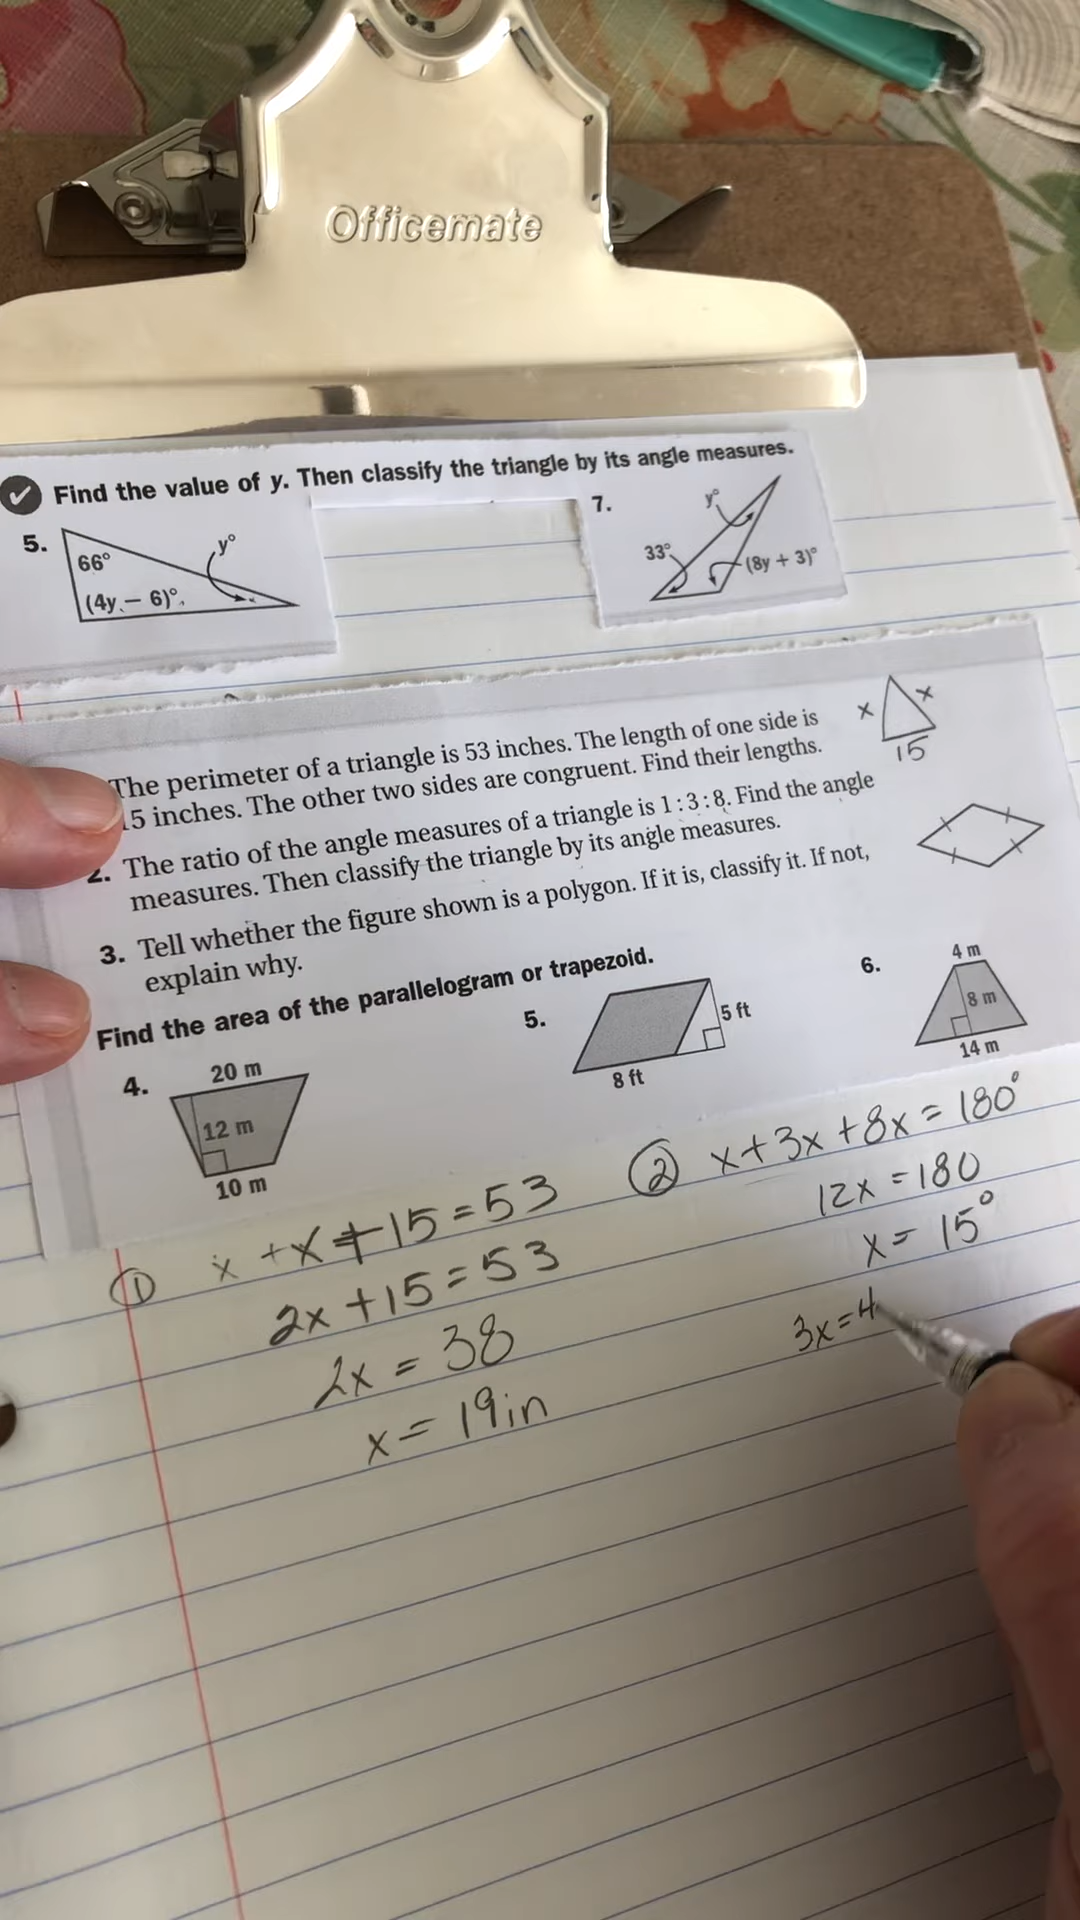 Officemate
Find the value of y. Then classify the triangle by its angle measures.
5.
66°
y°
(4y - 6)°
7.
y°
33°
(8y + 3)°
The perimeter of a triangle is 53 inches. The length of one side is
15 inches. The other two sides are congruent. Find their lengths.
x x
15
2. The ratio of the angle measures of a triangle is 1:3:8. Find the angle
measures. Then classify the triangle by its angle measures.
3. Tell whether the figure shown is a polygon. If it is, classify it. If not,
explain why.
Find the area of the parallelogram or trapezoid.
4.
20 m
12 m
10 m
5.
5 ft
8 ft
6.
4 m
8 m
14 m
① x + x + 15 = 53
2x + 15 = 53
2x = 38
x = 19in
② x + 3x + 8x = 180°
12x = 180
x = 15°
3x = 4